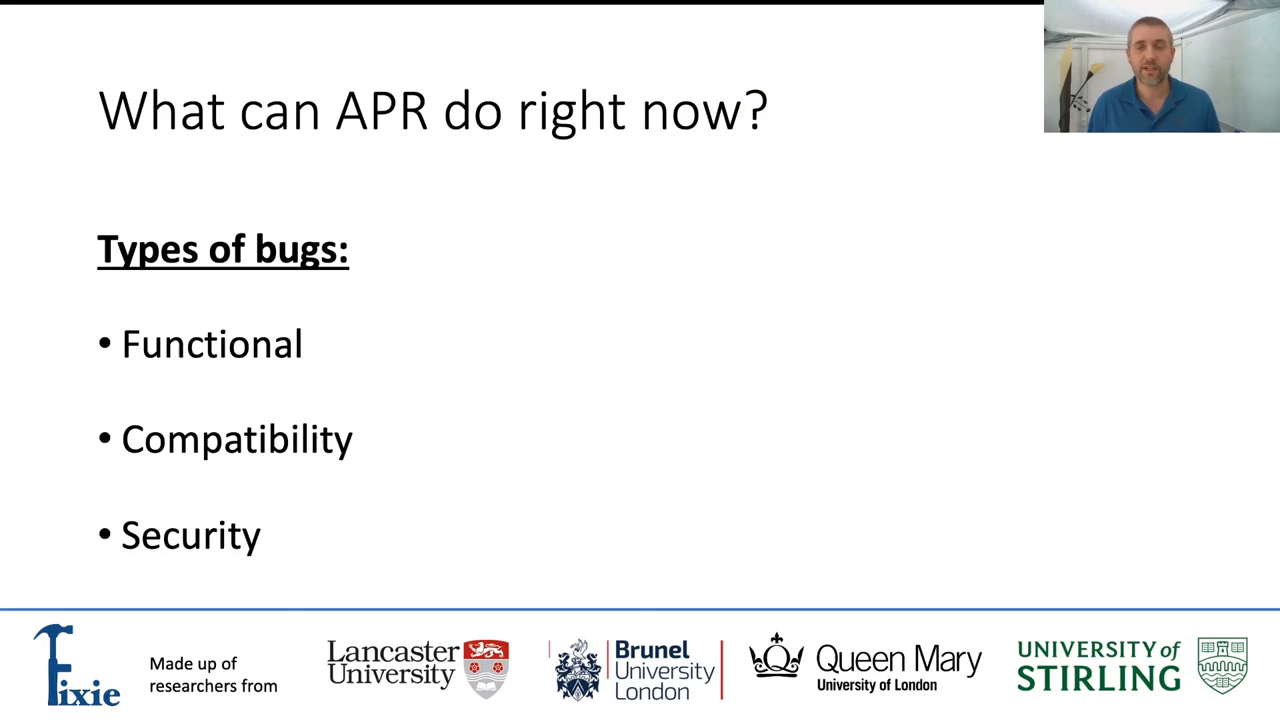 What can APR do right now?
Types of bugs:
• Functional
• Compatibility
• Security
Fixie
Made up of
researchers from
Lancaster
University
Brunel
University
London
Queen Mary
University of London
UNIVERSITY of
STIRLING